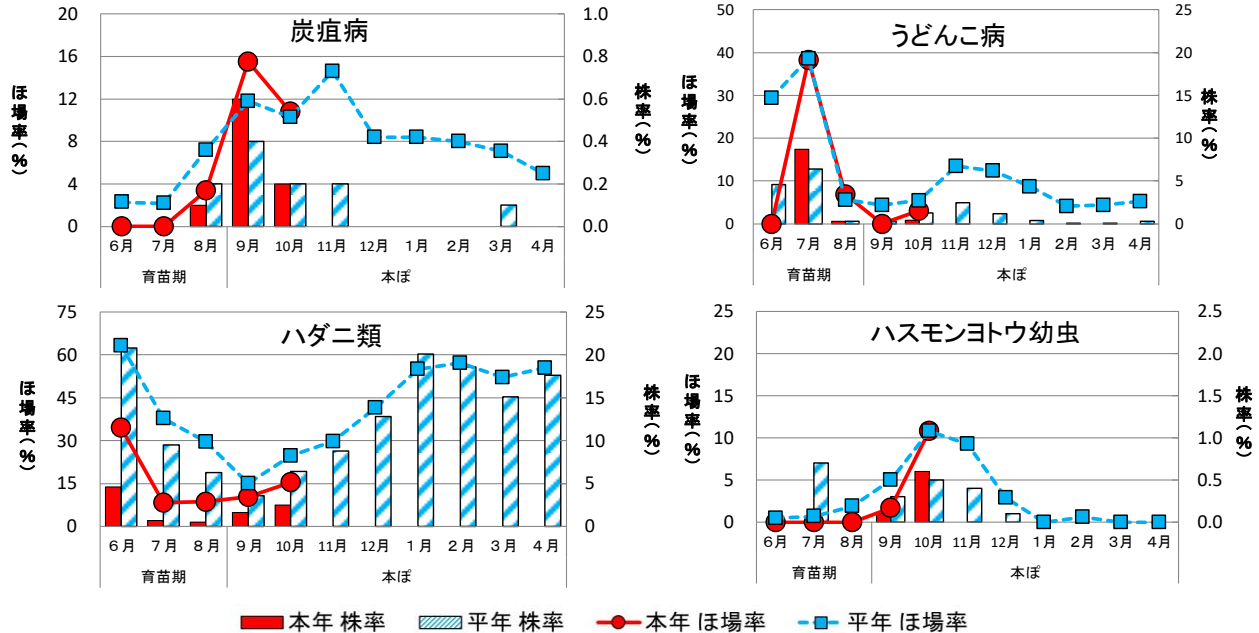 炭疽病
ほ場率(%)
20
16
12
8
4
0
株率(%)
1.0
0.8
0.6
0.4
0.2
0.0
6月 7月 8月 9月 10月 11月 12月 1月 2月 3月 4月
育苗期 本ぽ
うどんこ病
ほ場率(%)
50
40
30
20
10
0
株率(%)
25
20
15
10
5
0
6月 7月 8月 9月 10月 11月 12月 1月 2月 3月 4月
育苗期 本ぽ
ハダニ類
ほ場率(%)
75
60
45
30
15
0
株率(%)
25
20
15
10
5
0
6月 7月 8月 9月 10月 11月 12月 1月 2月 3月 4月
育苗期 本ぽ
ハスモンヨトウ幼虫
ほ場率(%)
25
20
15
10
5
0
株率(%)
2.5
2.0
1.5
1.0
0.5
0.0
6月 7月 8月 9月 10月 11月 12月 1月 2月 3月 4月
育苗期 本ぽ
本年 株率 平年 株率 本年 ほ場率 平年 ほ場率